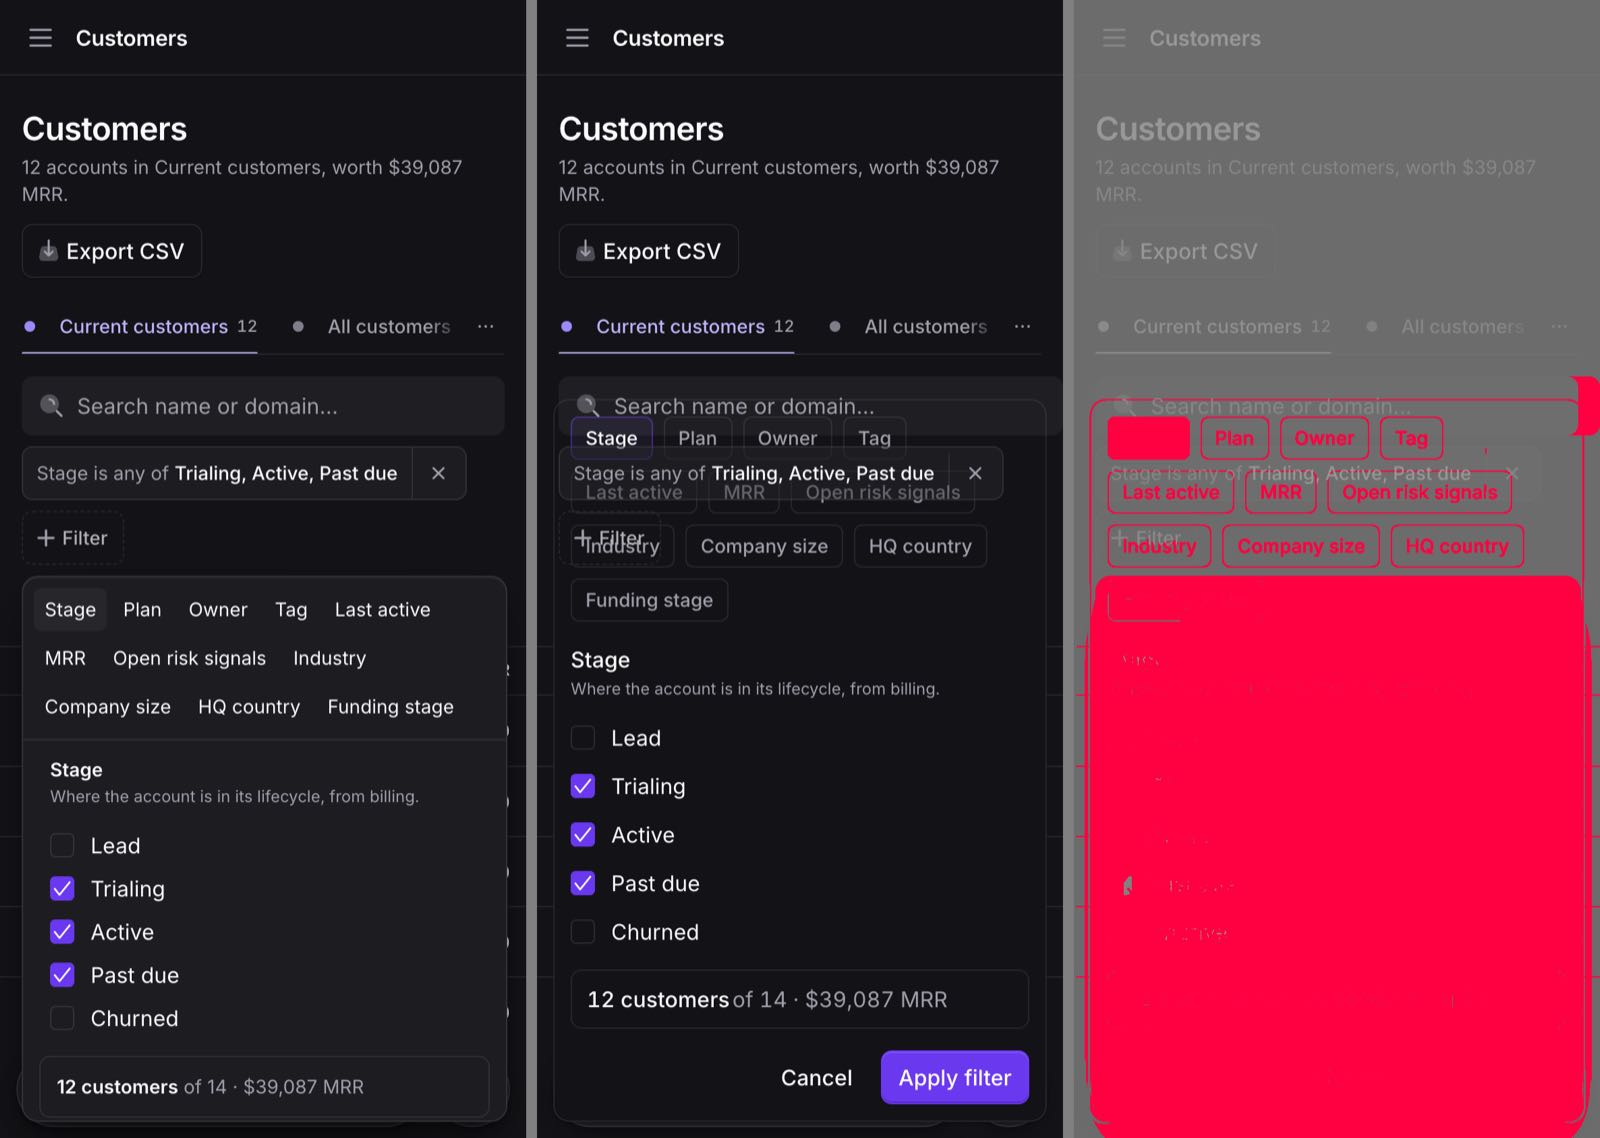 Customers
Customers
12 accounts in Current customers, worth $39,087
MRR.
Export CSV
Current customers 12 All customers ...
Search name or domain...
Stage is any of Trialing, Active, Past due
Filter
Stage Plan Owner Tag Last active
MRR Open risk signals Industry
Company size HQ country Funding stage
Stage
Where the account is in its lifecycle, from billing.
Lead
Trialing
Active
Past due
Churned
12 customers of 14 · $39,087 MRR
Customers
Customers
12 accounts in Current customers, worth $39,087
MRR.
Export CSV
Current customers 12 All customers ...
Search name or domain...
Stage Plan Owner Tag
Stage is any of Trialing, Active, Past due
Last active MRR Open risk signals
Filter
Industry Company size HQ country
Funding stage
Stage
Where the account is in its lifecycle, from billing.
Lead
Trialing
Active
Past due
Churned
12 customers of 14 · $39,087 MRR
Cancel Apply filter
Customers
Customers
12 accounts in Current customers, worth $39,087
MRR.
Export CSV
Current customers 12 All customers ...
Search name or domain...
Plan Owner Tag
Stage is any of Trialing, Active, Past due
Last active MRR Open risk signals
Filter
Industry Company size HQ country